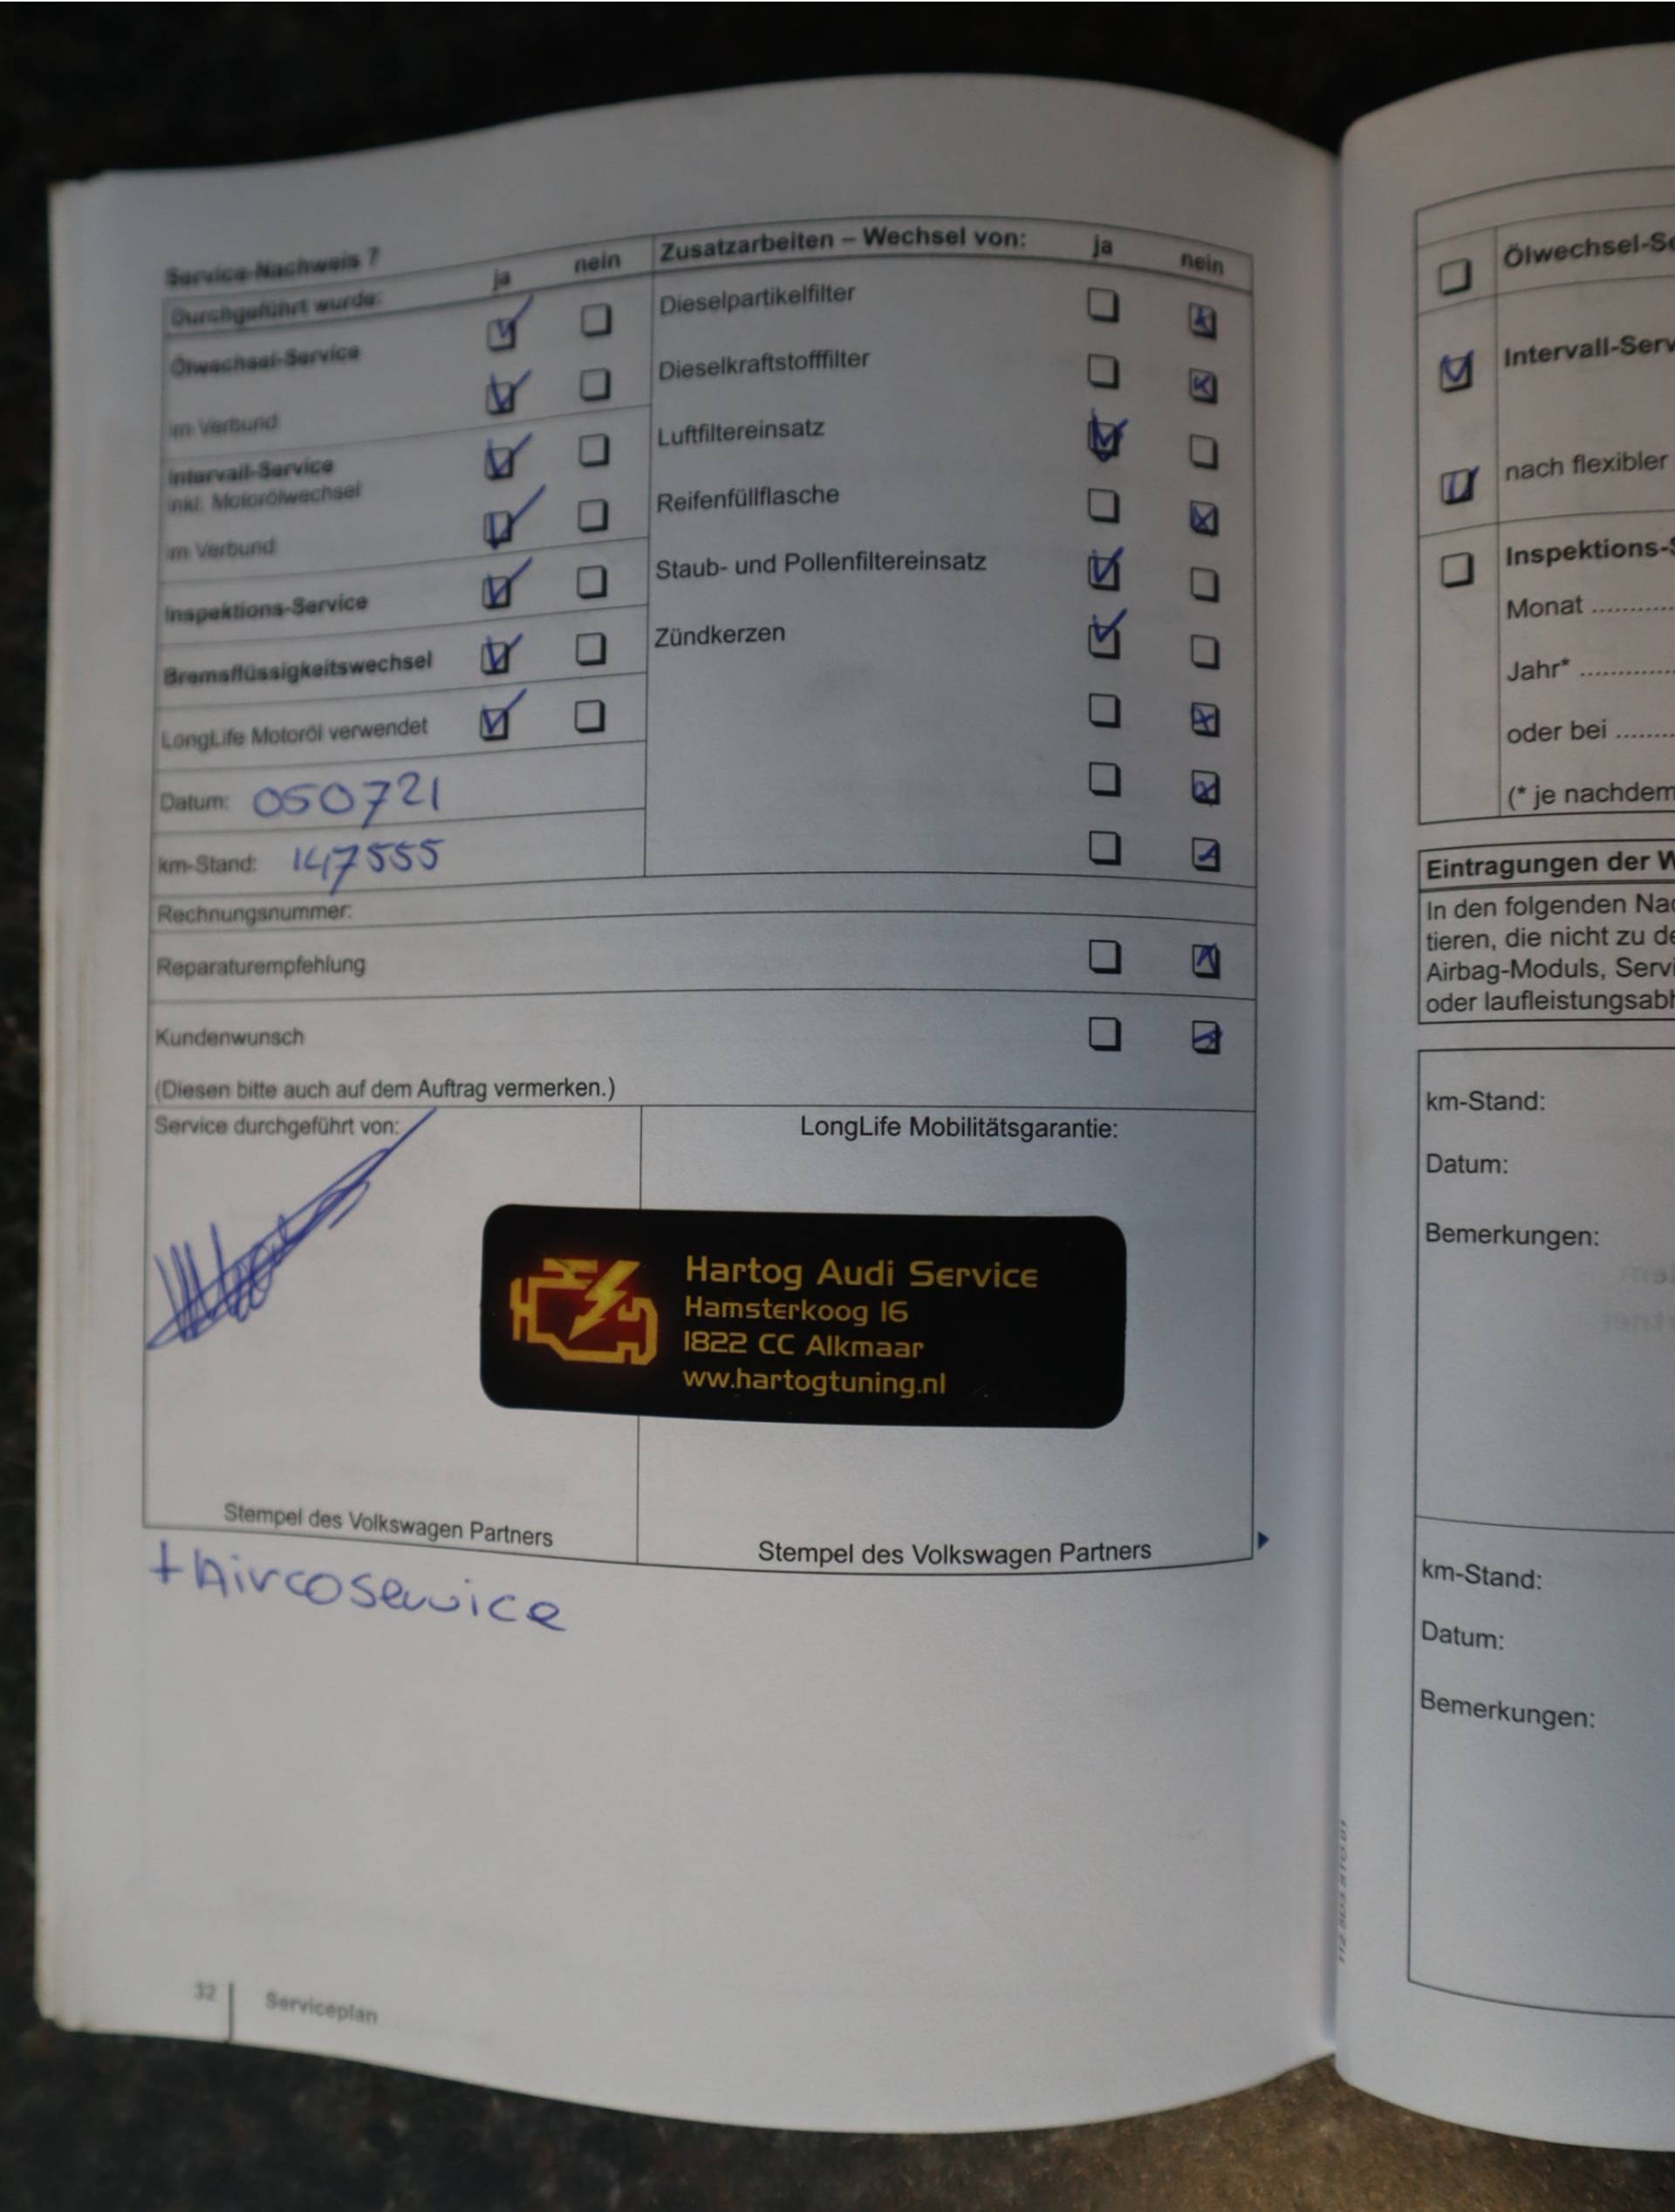 Service-Nachweis 7
Durchgeführt wurde: ja nein
Ölwechsel-Service
im Verbund
Intervall-Service
inkl. Motorölwechsel
im Verbund
Inspektions-Service
Bremsflüssigkeitswechsel
LongLife Motoröl verwendet
Datum: 050721
km-Stand: 147555
Zusatzarbeiten – Wechsel von: ja nein
Dieselpartikelfilter
Dieselkraftstofffilter
Luftfiltereinsatz
Reifenfüllflasche
Staub- und Pollenfiltereinsatz
Zündkerzen
Rechnungsnummer:
Reparaturempfehlung
Kundenwunsch
(Diesen bitte auch auf dem Auftrag vermerken.)
Service durchgeführt von:
LongLife Mobilitätsgarantie:
Hartog Audi Service
Hamsterkoog 16
1822 CC Alkmaar
ww.hartogtuning.nl
Stempel des Volkswagen Partners
Stempel des Volkswagen Partners
+ Aircoservice
32 Serviceplan
Ölwechsel-Se
Intervall-Serv
nach flexibler
Inspektions-S
Monat ...........
Jahr* ............
oder bei ........
(* je nachdem
Eintragungen der W
In den folgenden Nac
tieren, die nicht zu de
Airbag-Moduls, Servi
oder laufleistungsabh
km-Stand:
Datum:
Bemerkungen:
km-Stand:
Datum:
Bemerkungen: